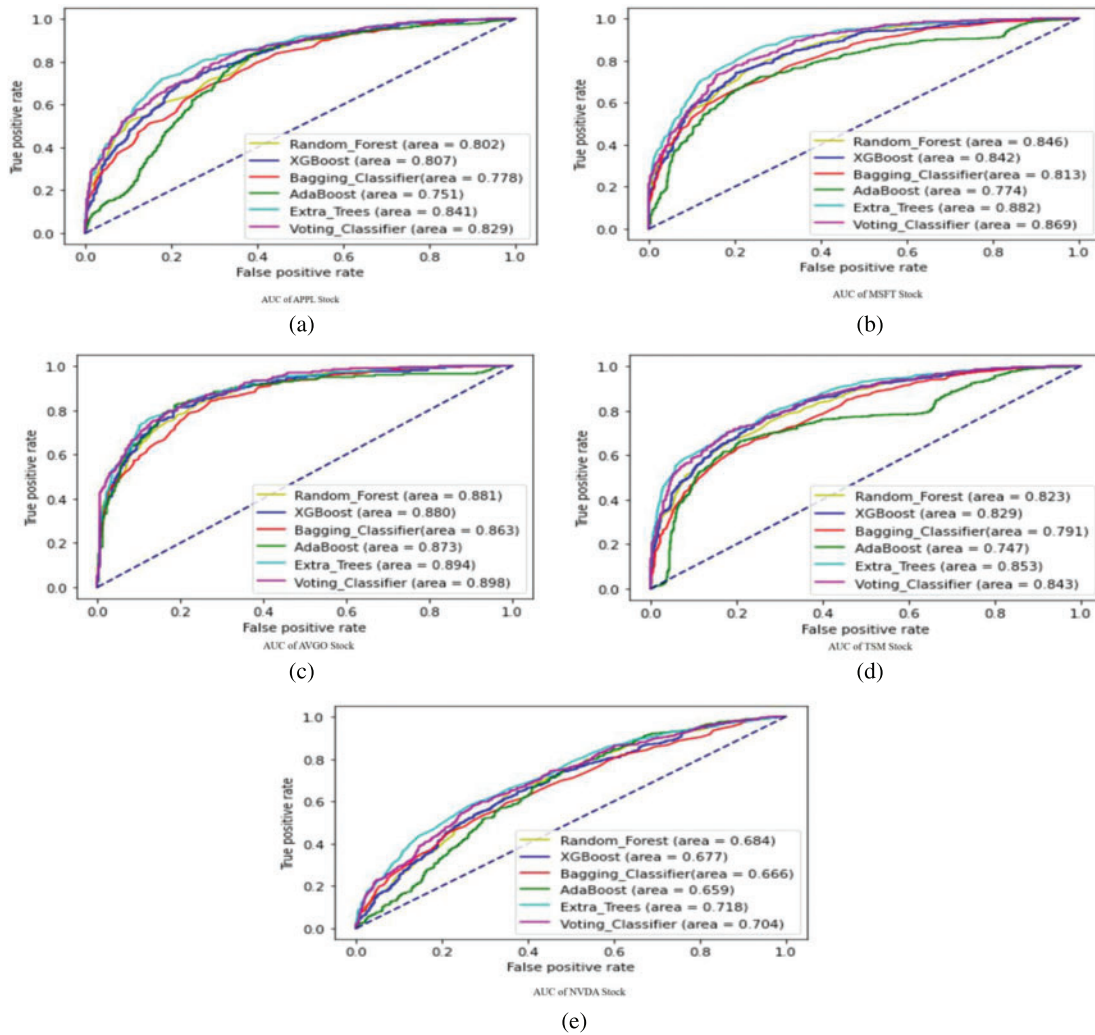 True positive rate
1.0
0.8
0.6
0.4
0.2
0.0
Random_Forest (area = 0.802)
XGBoost (area = 0.807)
Bagging_Classifier(area = 0.778)
AdaBoost (area = 0.751)
Extra_Trees (area = 0.841)
Voting_Classifier (area = 0.829)
0.0 0.2 0.4 0.6 0.8 1.0
False positive rate
AUC of APPL Stock
(a)
True positive rate
1.0
0.8
0.6
0.4
0.2
0.0
Random_Forest (area = 0.846)
XGBoost (area = 0.842)
Bagging_Classifier(area = 0.813)
AdaBoost (area = 0.774)
Extra_Trees (area = 0.882)
Voting_Classifier (area = 0.869)
0.0 0.2 0.4 0.6 0.8 1.0
False positive rate
AUC of MSFT Stock
(b)
True positive rate
1.0
0.8
0.6
0.4
0.2
0.0
Random_Forest (area = 0.881)
XGBoost (area = 0.880)
Bagging_Classifier(area = 0.863)
AdaBoost (area = 0.873)
Extra_Trees (area = 0.894)
Voting_Classifier (area = 0.898)
0.0 0.2 0.4 0.6 0.8 1.0
False positive rate
AUC of AVGO Stock
(c)
True positive rate
1.0
0.8
0.6
0.4
0.2
0.0
Random_Forest (area = 0.823)
XGBoost (area = 0.829)
Bagging_Classifier(area = 0.791)
AdaBoost (area = 0.747)
Extra_Trees (area = 0.853)
Voting_Classifier (area = 0.843)
0.0 0.2 0.4 0.6 0.8 1.0
False positive rate
AUC of TSM Stock
(d)
True positive rate
1.0
0.8
0.6
0.4
0.2
0.0
Random_Forest (area = 0.684)
XGBoost (area = 0.677)
Bagging_Classifier(area = 0.666)
AdaBoost (area = 0.659)
Extra_Trees (area = 0.718)
Voting_Classifier (area = 0.704)
0.0 0.2 0.4 0.6 0.8 1.0
False positive rate
AUC of NVDA Stock
(e)